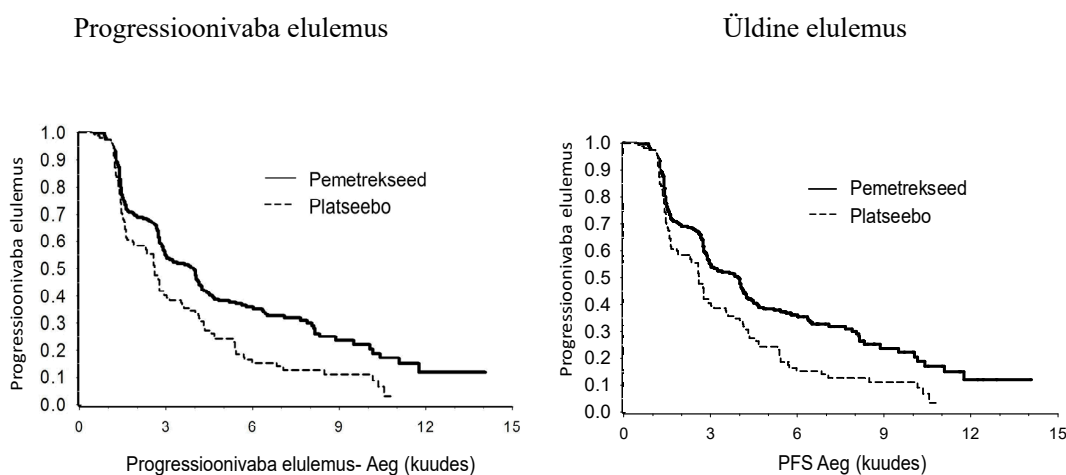 Progressioonivaba elulemus
Üldine elulemus
Progressioonivaba elulemus
1.0
0.9
0.8
0.7
0.6
0.5
0.4
0.3
0.2
0.1
0.0
Pemetrekseed
Platseebo
0 3 6 9 12 15
Progressioonivaba elulemus- Aeg (kuudes)
Progressioonivaba elulemus
1.0
0.9
0.8
0.7
0.6
0.5
0.4
0.3
0.2
0.1
0.0
Pemetrekseed
Platseebo
0 3 6 9 12 15
PFS Aeg (kuudes)